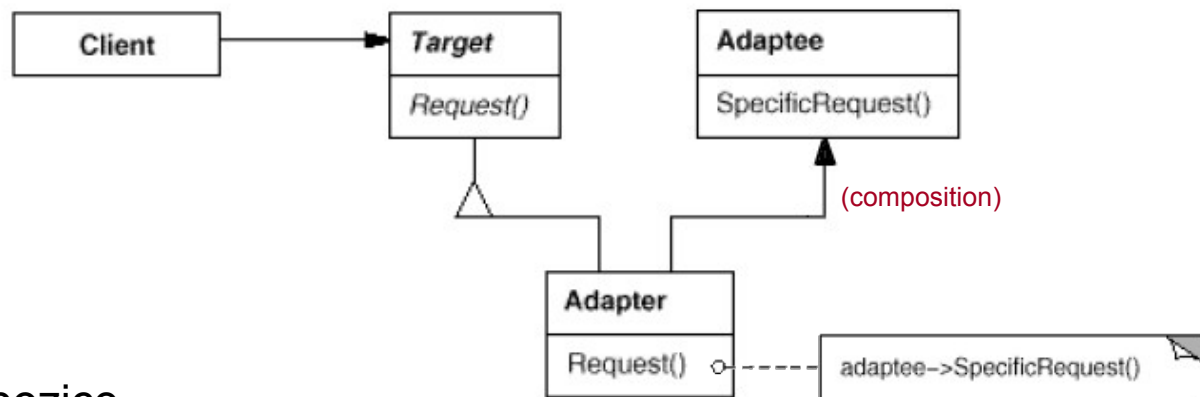 Client
Target
Adaptee
Request()
SpecificRequest()
(composition)
Adapter
Request()
adaptee->SpecificRequest()